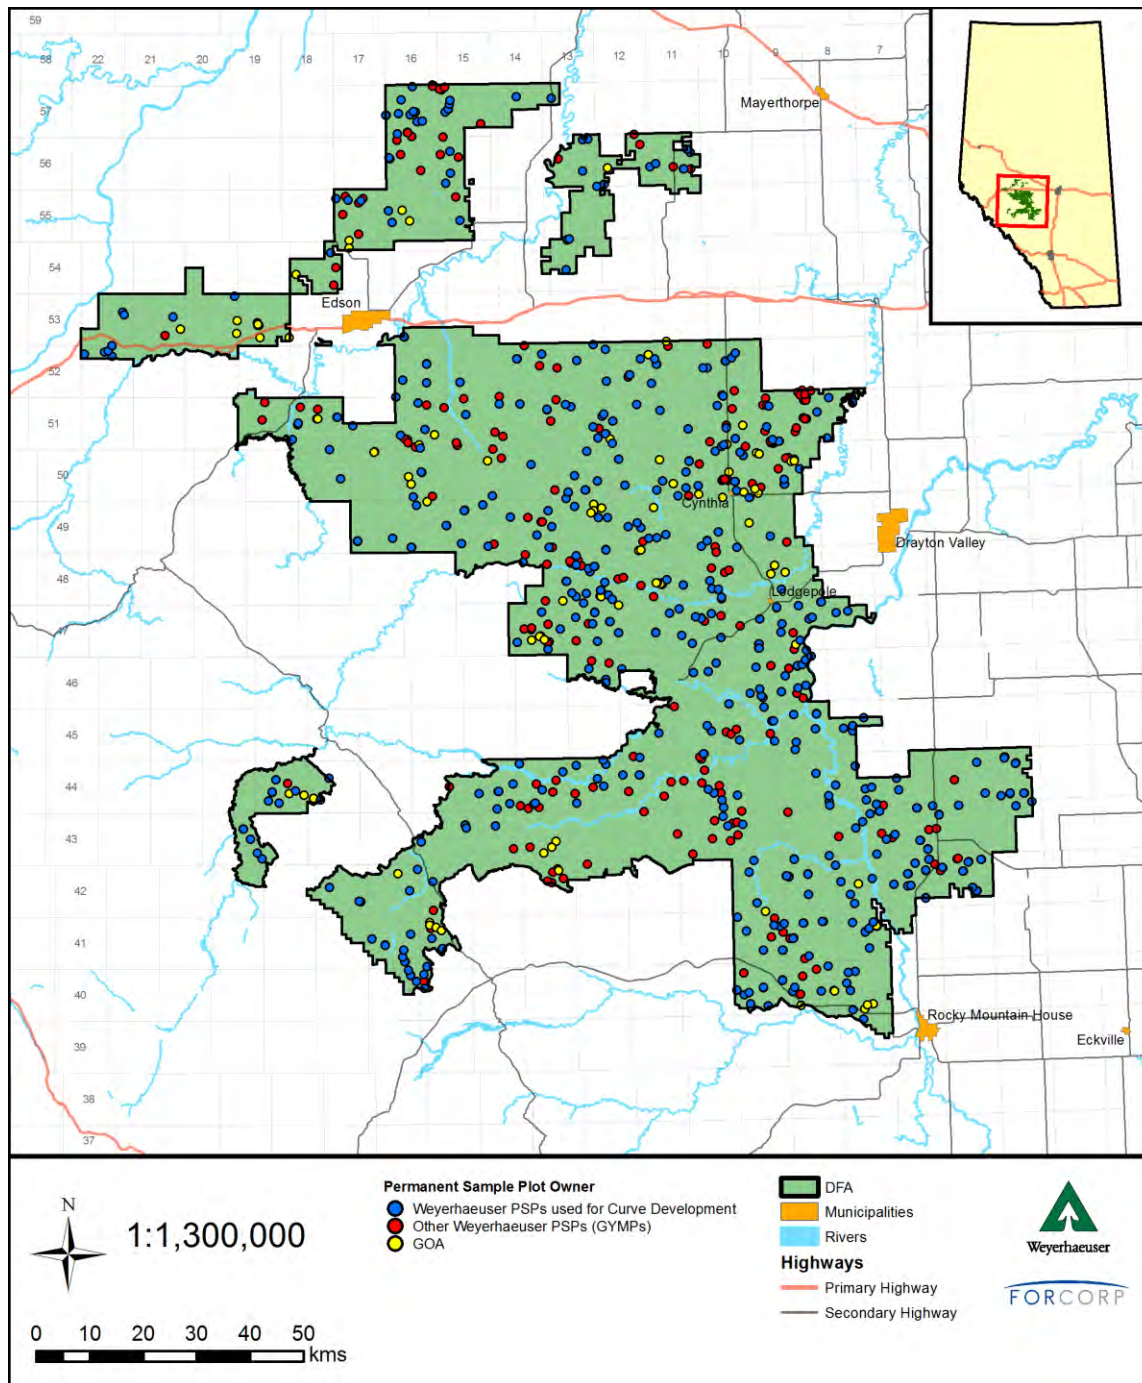 59
58
22
21
20
19
18
17
16
15
14
13
12
11
10
9
8
7
57
56
55
54
53
52
51
50
49
48
47
46
45
44
43
42
41
40
39
38
37
Mayerthorpe
Edson
Cynthia
Drayton Valley
Lodgepole
Rocky Mountain House
Eckville
N
1:1,300,000
0 10 20 30 40 50
kms
Permanent Sample Plot Owner
Weyerhaeuser PSPs used for Curve Development
Other Weyerhaeuser PSPs (GYMPs)
GOA
DFA
Municipalities
Rivers
Highways
Primary Highway
Secondary Highway
Weyerhaeuser
FORCORP